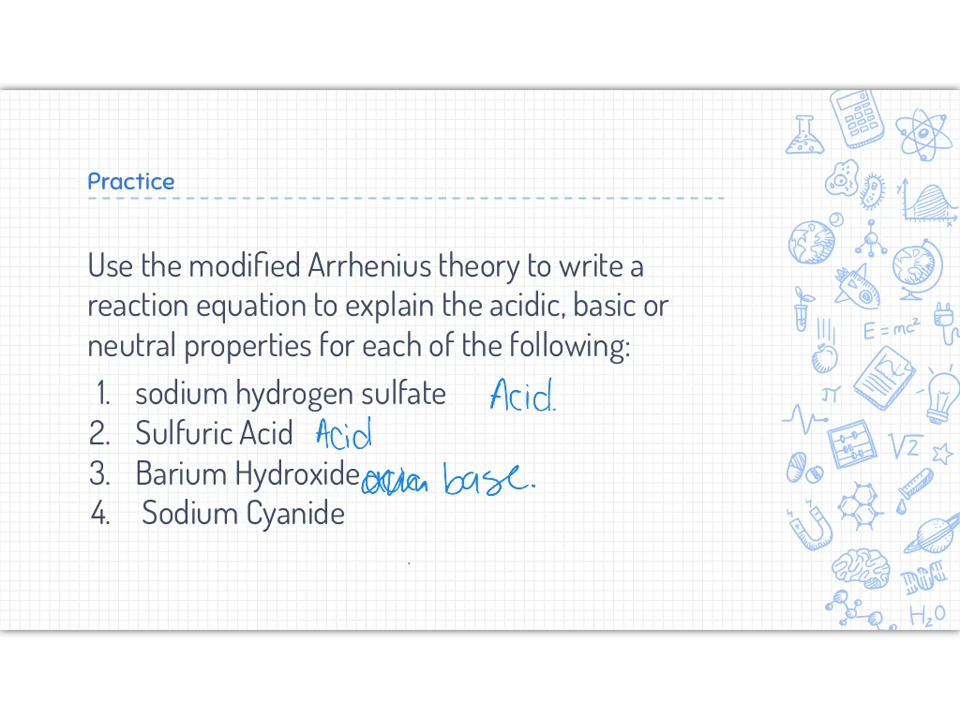 Practice
Use the modified Arrhenius theory to write a
reaction equation to explain the acidic, basic or
neutral properties for each of the following:
1. sodium hydrogen sulfate Acid.
2. Sulfuric Acid Acid
3. Barium Hydroxide base.
4. Sodium Cyanide
y
x
E=mc²
π
√2
H₂O